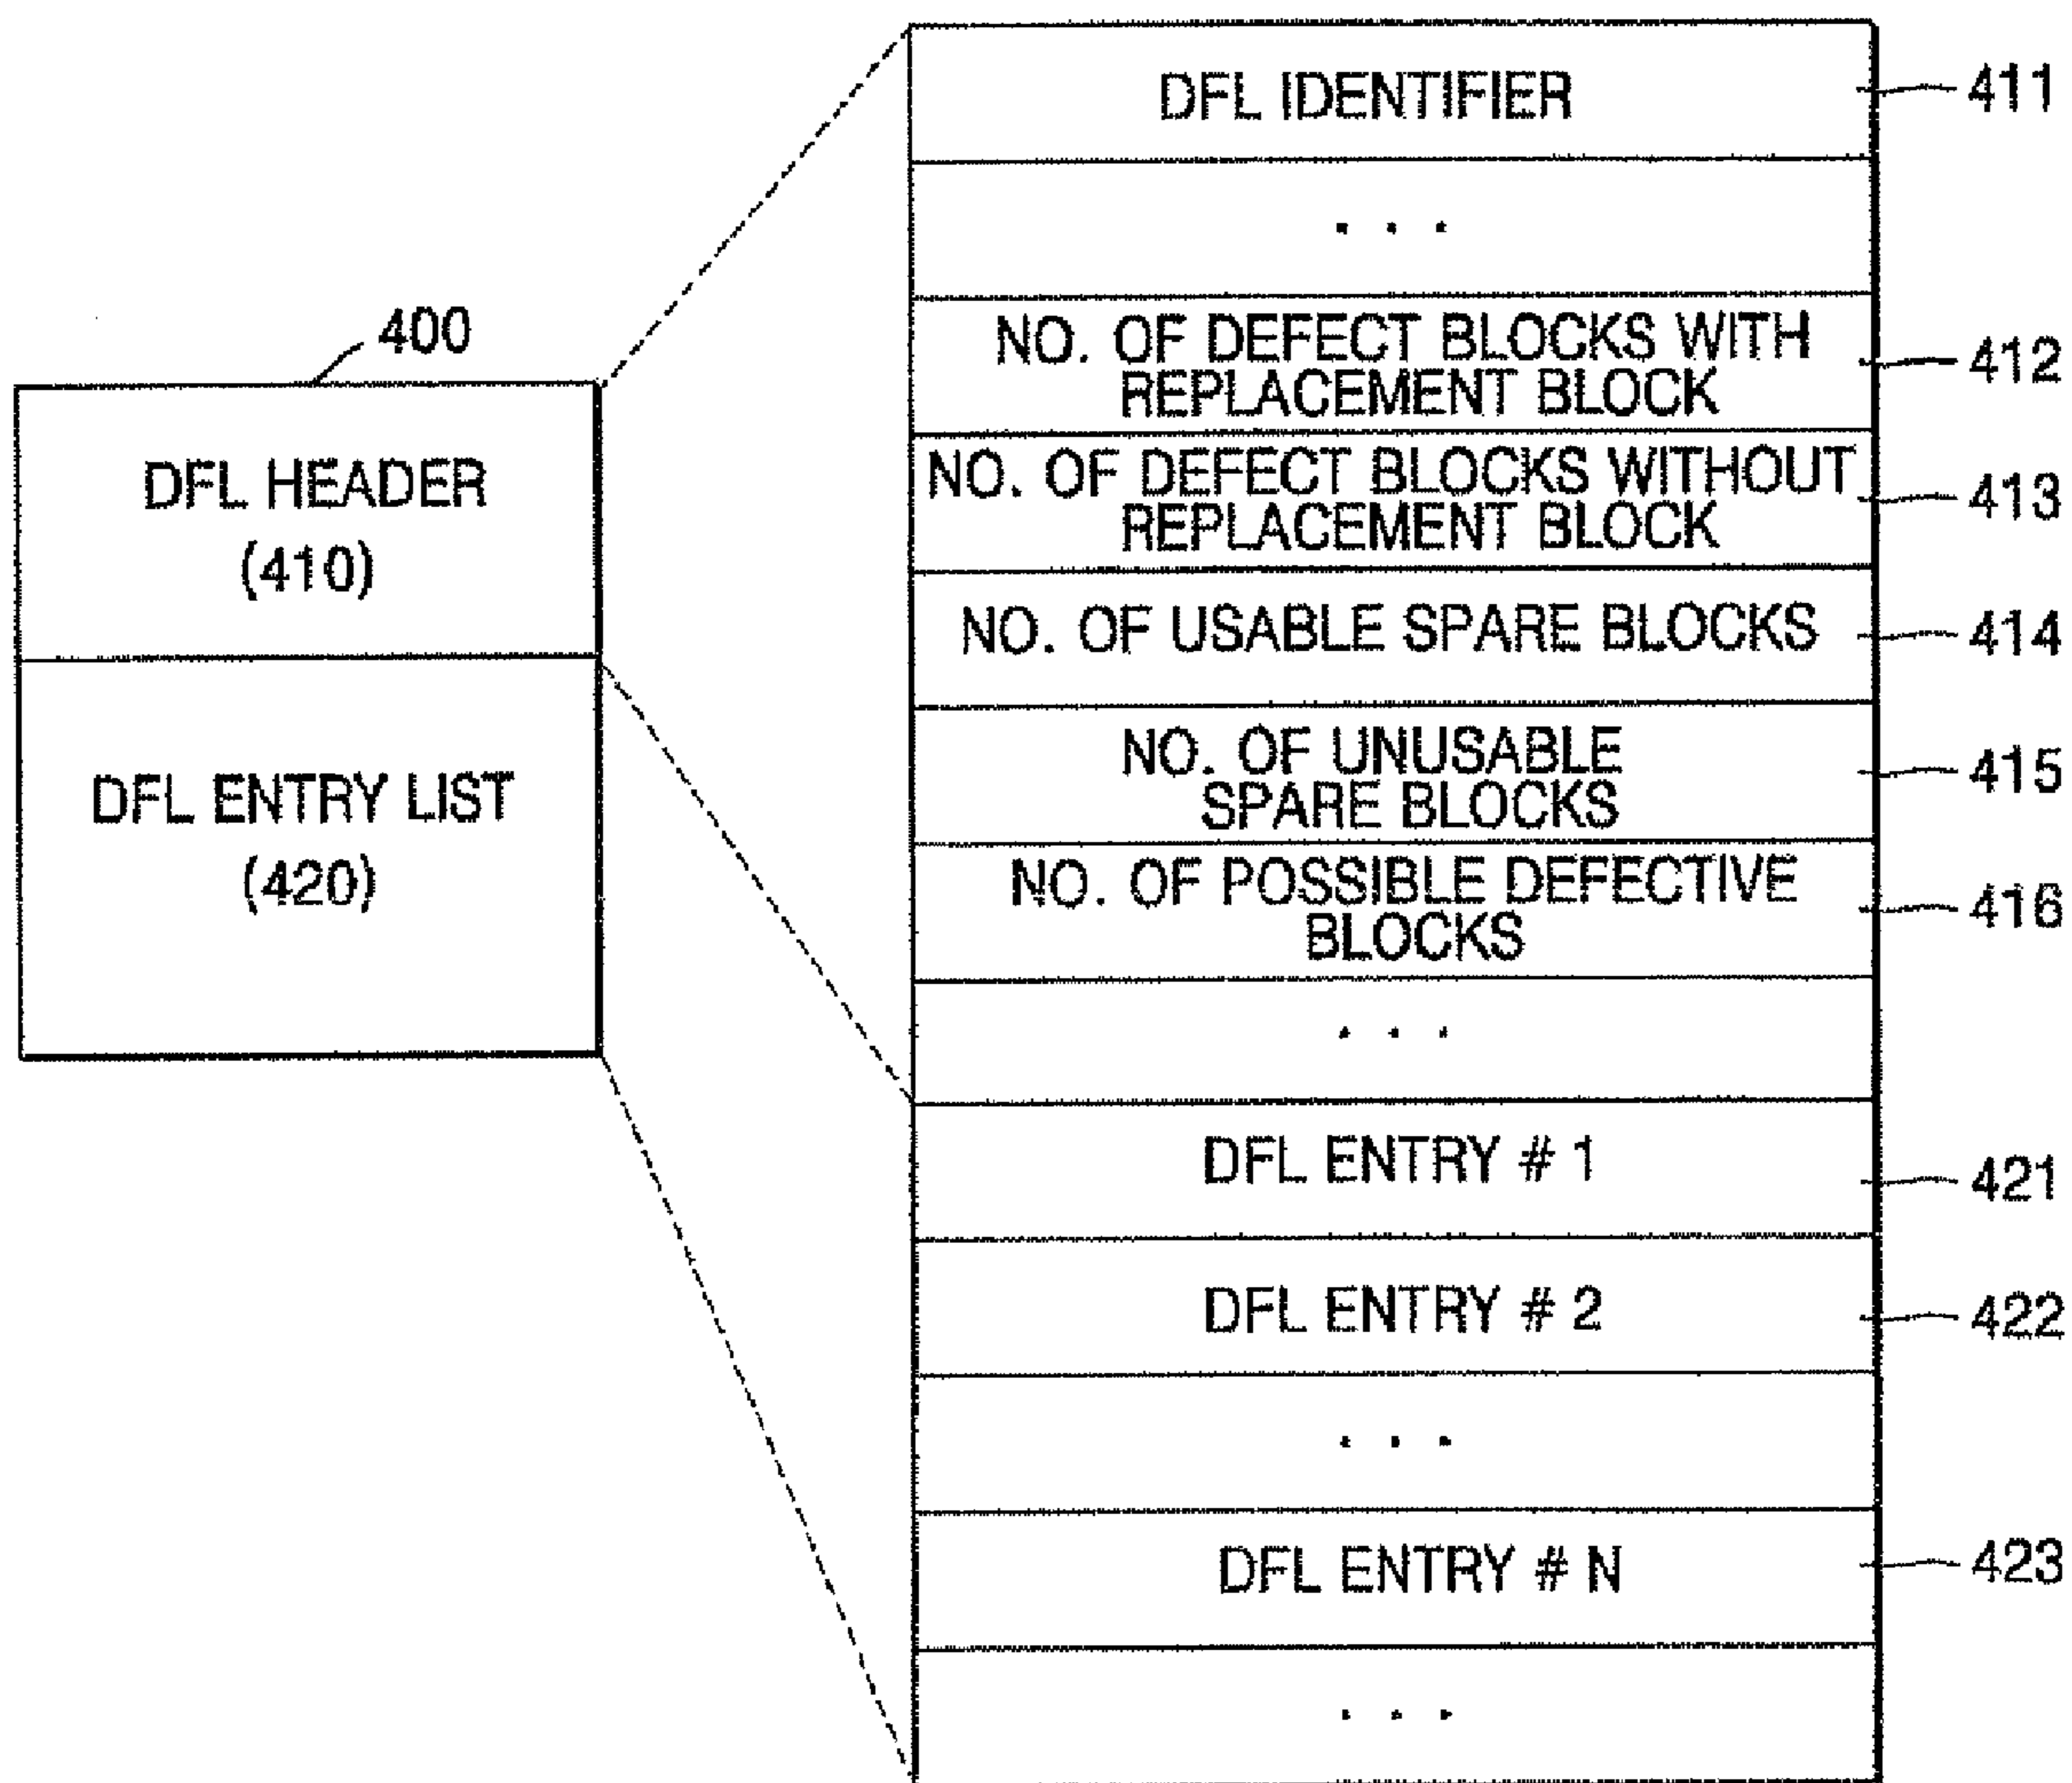 400
DFL HEADER
(410)
DFL ENTRY LIST
(420)
DFL IDENTIFIER
411
. . .
NO. OF DEFECT BLOCKS WITH
REPLACEMENT BLOCK
412
NO. OF DEFECT BLOCKS WITHOUT
REPLACEMENT BLOCK
413
NO. OF USABLE SPARE BLOCKS
414
NO. OF UNUSABLE
SPARE BLOCKS
415
NO. OF POSSIBLE DEFECTIVE
BLOCKS
416
. . .
DFL ENTRY # 1
421
DFL ENTRY # 2
422
. . .
DFL ENTRY # N
423
. . .